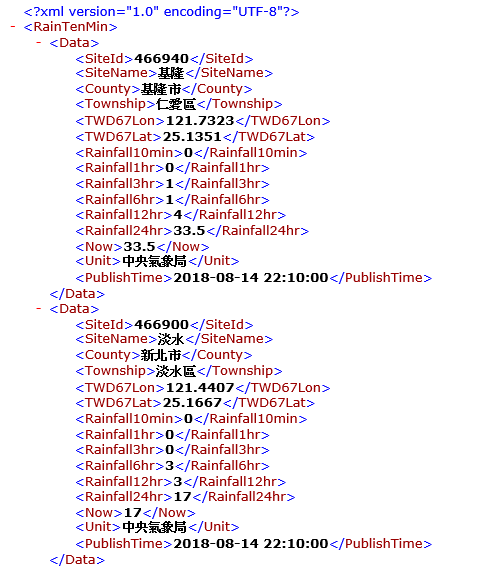 <?xml version="1.0" encoding="UTF-8"?>
- <RainTenMin>
- <Data>
<SiteId>466940</SiteId>
<SiteName>基隆</SiteName>
<County>基隆市</County>
<Township>仁愛區</Township>
<TWD67Lon>121.7323</TWD67Lon>
<TWD67Lat>25.1351</TWD67Lat>
<Rainfall10min>0</Rainfall10min>
<Rainfall1hr>0</Rainfall1hr>
<Rainfall3hr>1</Rainfall3hr>
<Rainfall6hr>1</Rainfall6hr>
<Rainfall12hr>4</Rainfall12hr>
<Rainfall24hr>33.5</Rainfall24hr>
<Now>33.5</Now>
<Unit>中央氣象局</Unit>
<PublishTime>2018-08-14 22:10:00</PublishTime>
</Data>
- <Data>
<SiteId>466900</SiteId>
<SiteName>淡水</SiteName>
<County>新北市</County>
<Township>淡水區</Township>
<TWD67Lon>121.4407</TWD67Lon>
<TWD67Lat>25.1667</TWD67Lat>
<Rainfall10min>0</Rainfall10min>
<Rainfall1hr>0</Rainfall1hr>
<Rainfall3hr>0</Rainfall3hr>
<Rainfall6hr>3</Rainfall6hr>
<Rainfall12hr>3</Rainfall12hr>
<Rainfall24hr>17</Rainfall24hr>
<Now>17</Now>
<Unit>中央氣象局</Unit>
<PublishTime>2018-08-14 22:10:00</PublishTime>
</Data>